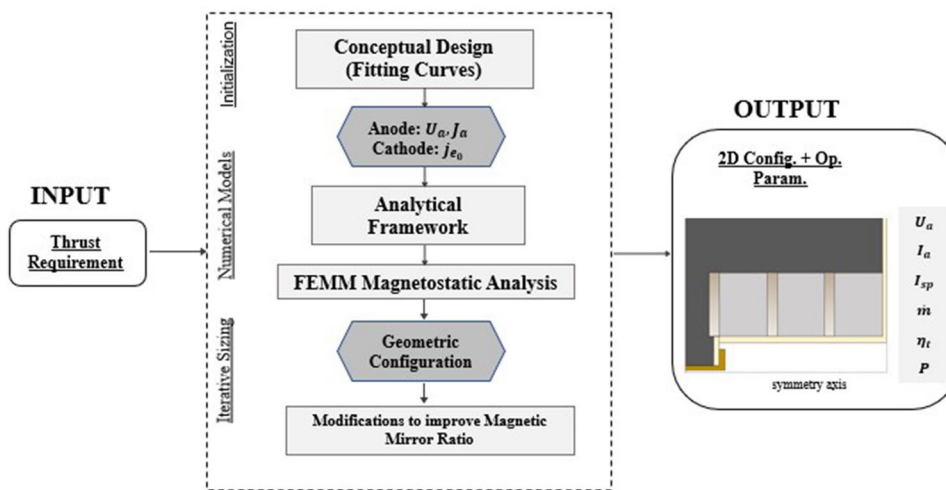 INPUT
Thrust
Requirement
Initialization
Numerical Models
Iterative Sizing
Conceptual Design
(Fitting Curves)
Anode: Uₐ, Jₐ
Cathode: jₑ₀
Analytical
Framework
FEMM Magnetostatic Analysis
Geometric
Configuration
Modifications to improve Magnetic
Mirror Ratio
OUTPUT
2D Config. + Op.
Param.
Uₐ
Iₐ
Iₛₚ
ṁ
ηₜ
P
symmetry axis